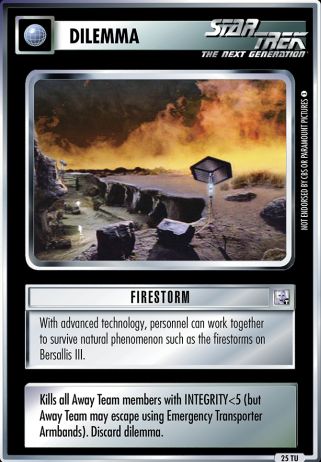 DILEMMA
STAR TREK
THE NEXT GENERATION
NOT ENDORSED BY CBS OR PARAMOUNT PICTURES
FIRESTORM
With advanced technology, personnel can work together
to survive natural phenomenon such as the firestorms on
Bersallis III.
Kills all Away Team members with INTEGRITY<5 (but
Away Team may escape using Emergency Transporter
Armbands). Discard dilemma.
25 TU